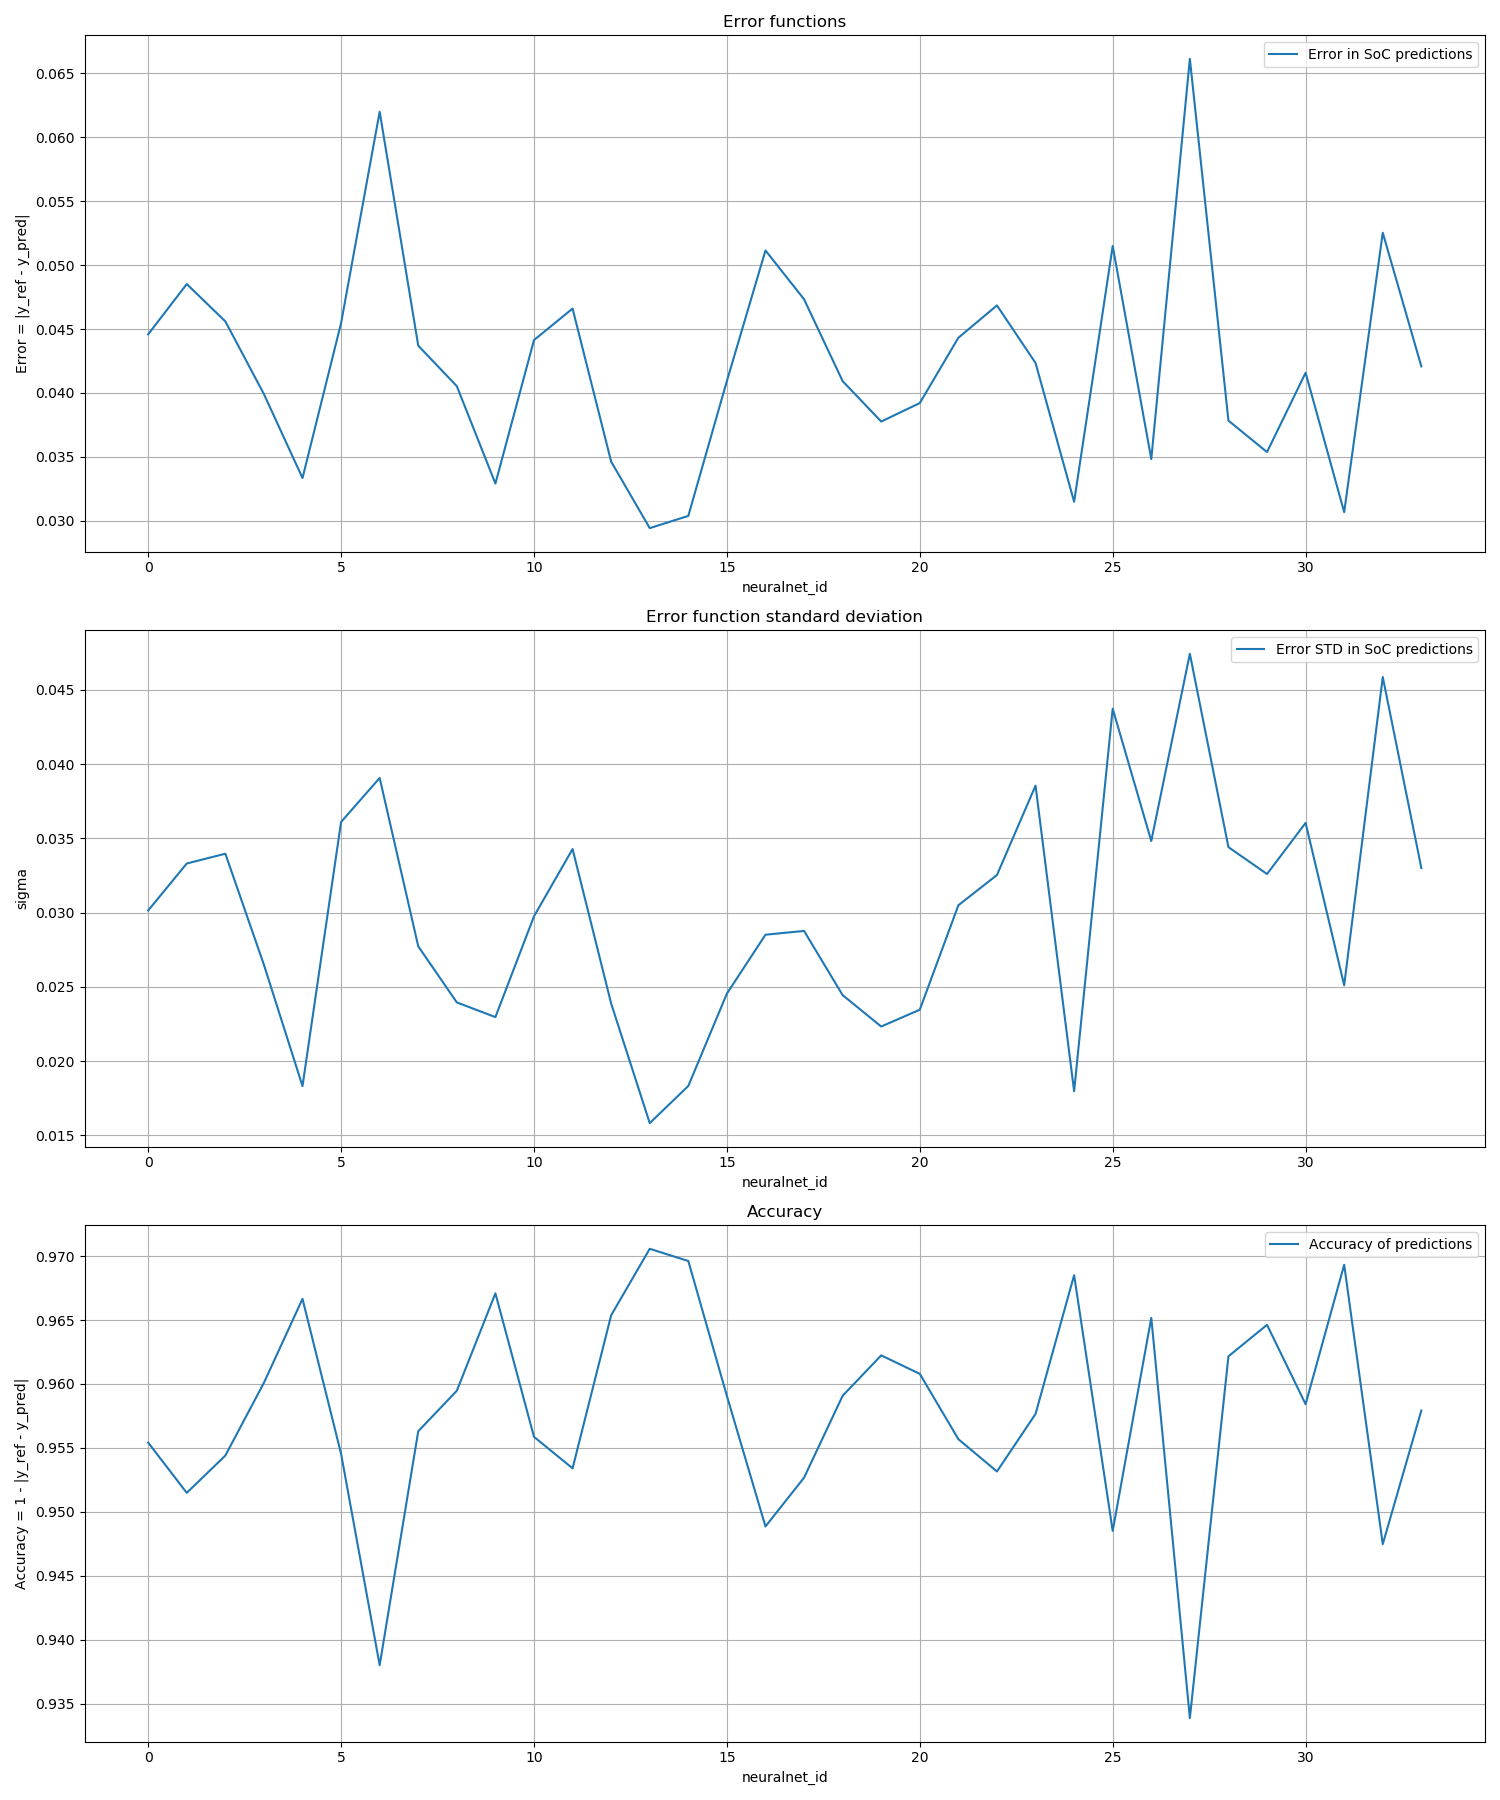 Error functions
Error in SoC predictions
Error = |y_ref - y_pred|
0.065
0.060
0.055
0.050
0.045
0.040
0.035
0.030
0 5 10 15 20 25 30
neuralnet_id
Error function standard deviation
Error STD in SoC predictions
sigma
0.045
0.040
0.035
0.030
0.025
0.020
0.015
0 5 10 15 20 25 30
neuralnet_id
Accuracy
Accuracy of predictions
Accuracy = 1 - |y_ref - y_pred|
0.970
0.965
0.960
0.955
0.950
0.945
0.940
0.935
0 5 10 15 20 25 30
neuralnet_id